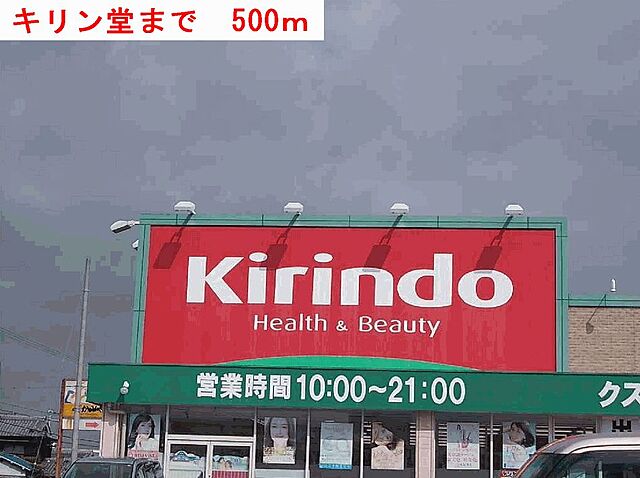 キリン堂まで 500m
Kirindo
Health & Beauty
営業時間 10:00～21:00
クス